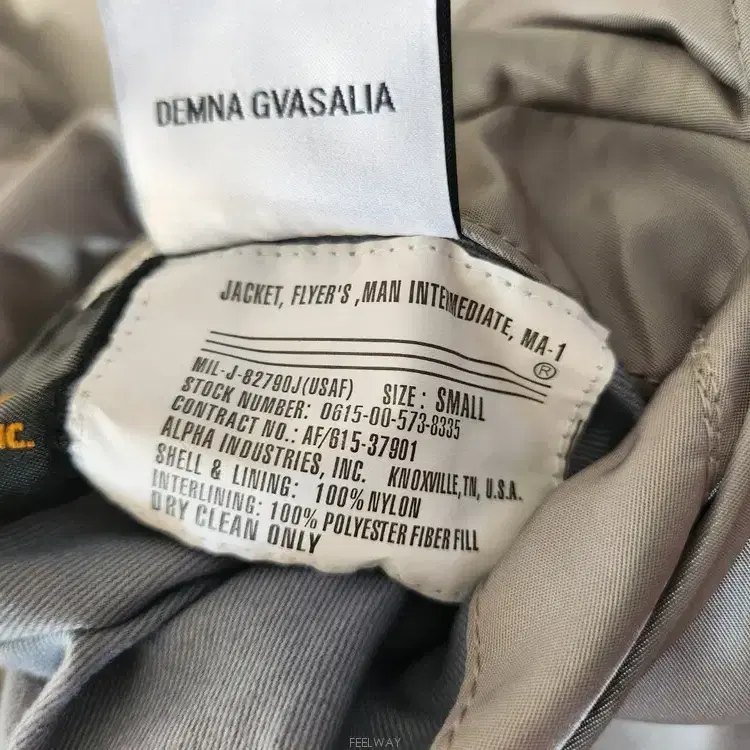 DEMNA GVASALIA
JACKET, FLYER'S ,MAN INTERMEDIATE, MA-1
®
MIL-J-82790J(USAF) SIZE: SMALL
STOCK NUMBER: 0615-00-573-8335
CONTRACT NO.: AF/615-37901
ALPHA INDUSTRIES, INC. KNOXVILLE,TN, U.S.A.
SHELL & LINING: 100% NYLON
INTERLINING: 100% POLYESTER FIBER FILL
DRY CLEAN ONLY
NC.
FEELWAY